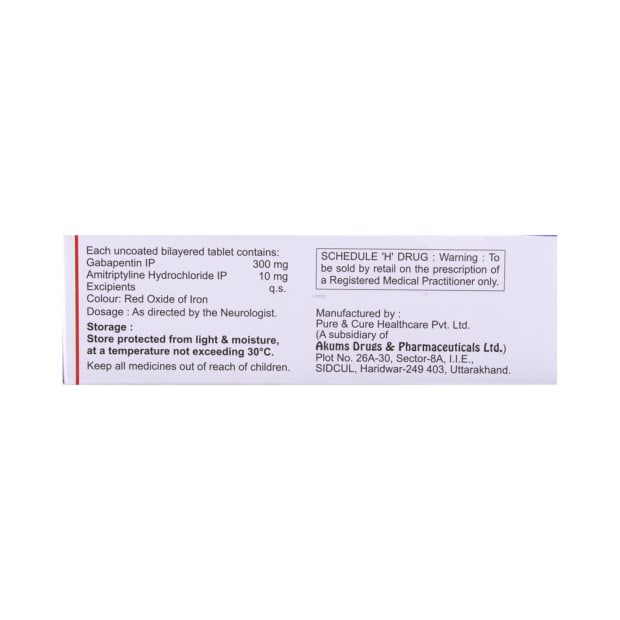 Each uncoated bilayered tablet contains:
Gabapentin IP 300 mg
Amitriptyline Hydrochloride IP 10 mg
Excipients q.s.
Colour: Red Oxide of Iron
Dosage : As directed by the Neurologist.
Storage :
Store protected from light & moisture,
at a temperature not exceeding 30°C.
Keep all medicines out of reach of children.
SCHEDULE 'H' DRUG : Warning : To
be sold by retail on the prescription of
a Registered Medical Practitioner only.
Manufactured by :
Pure & Cure Healthcare Pvt. Ltd.
(A subsidiary of
Akums Drugs & Pharmaceuticals Ltd.)
Plot No. 26A-30, Sector-8A, I.I.E.,
SIDCUL, Haridwar-249 403, Uttarakhand.